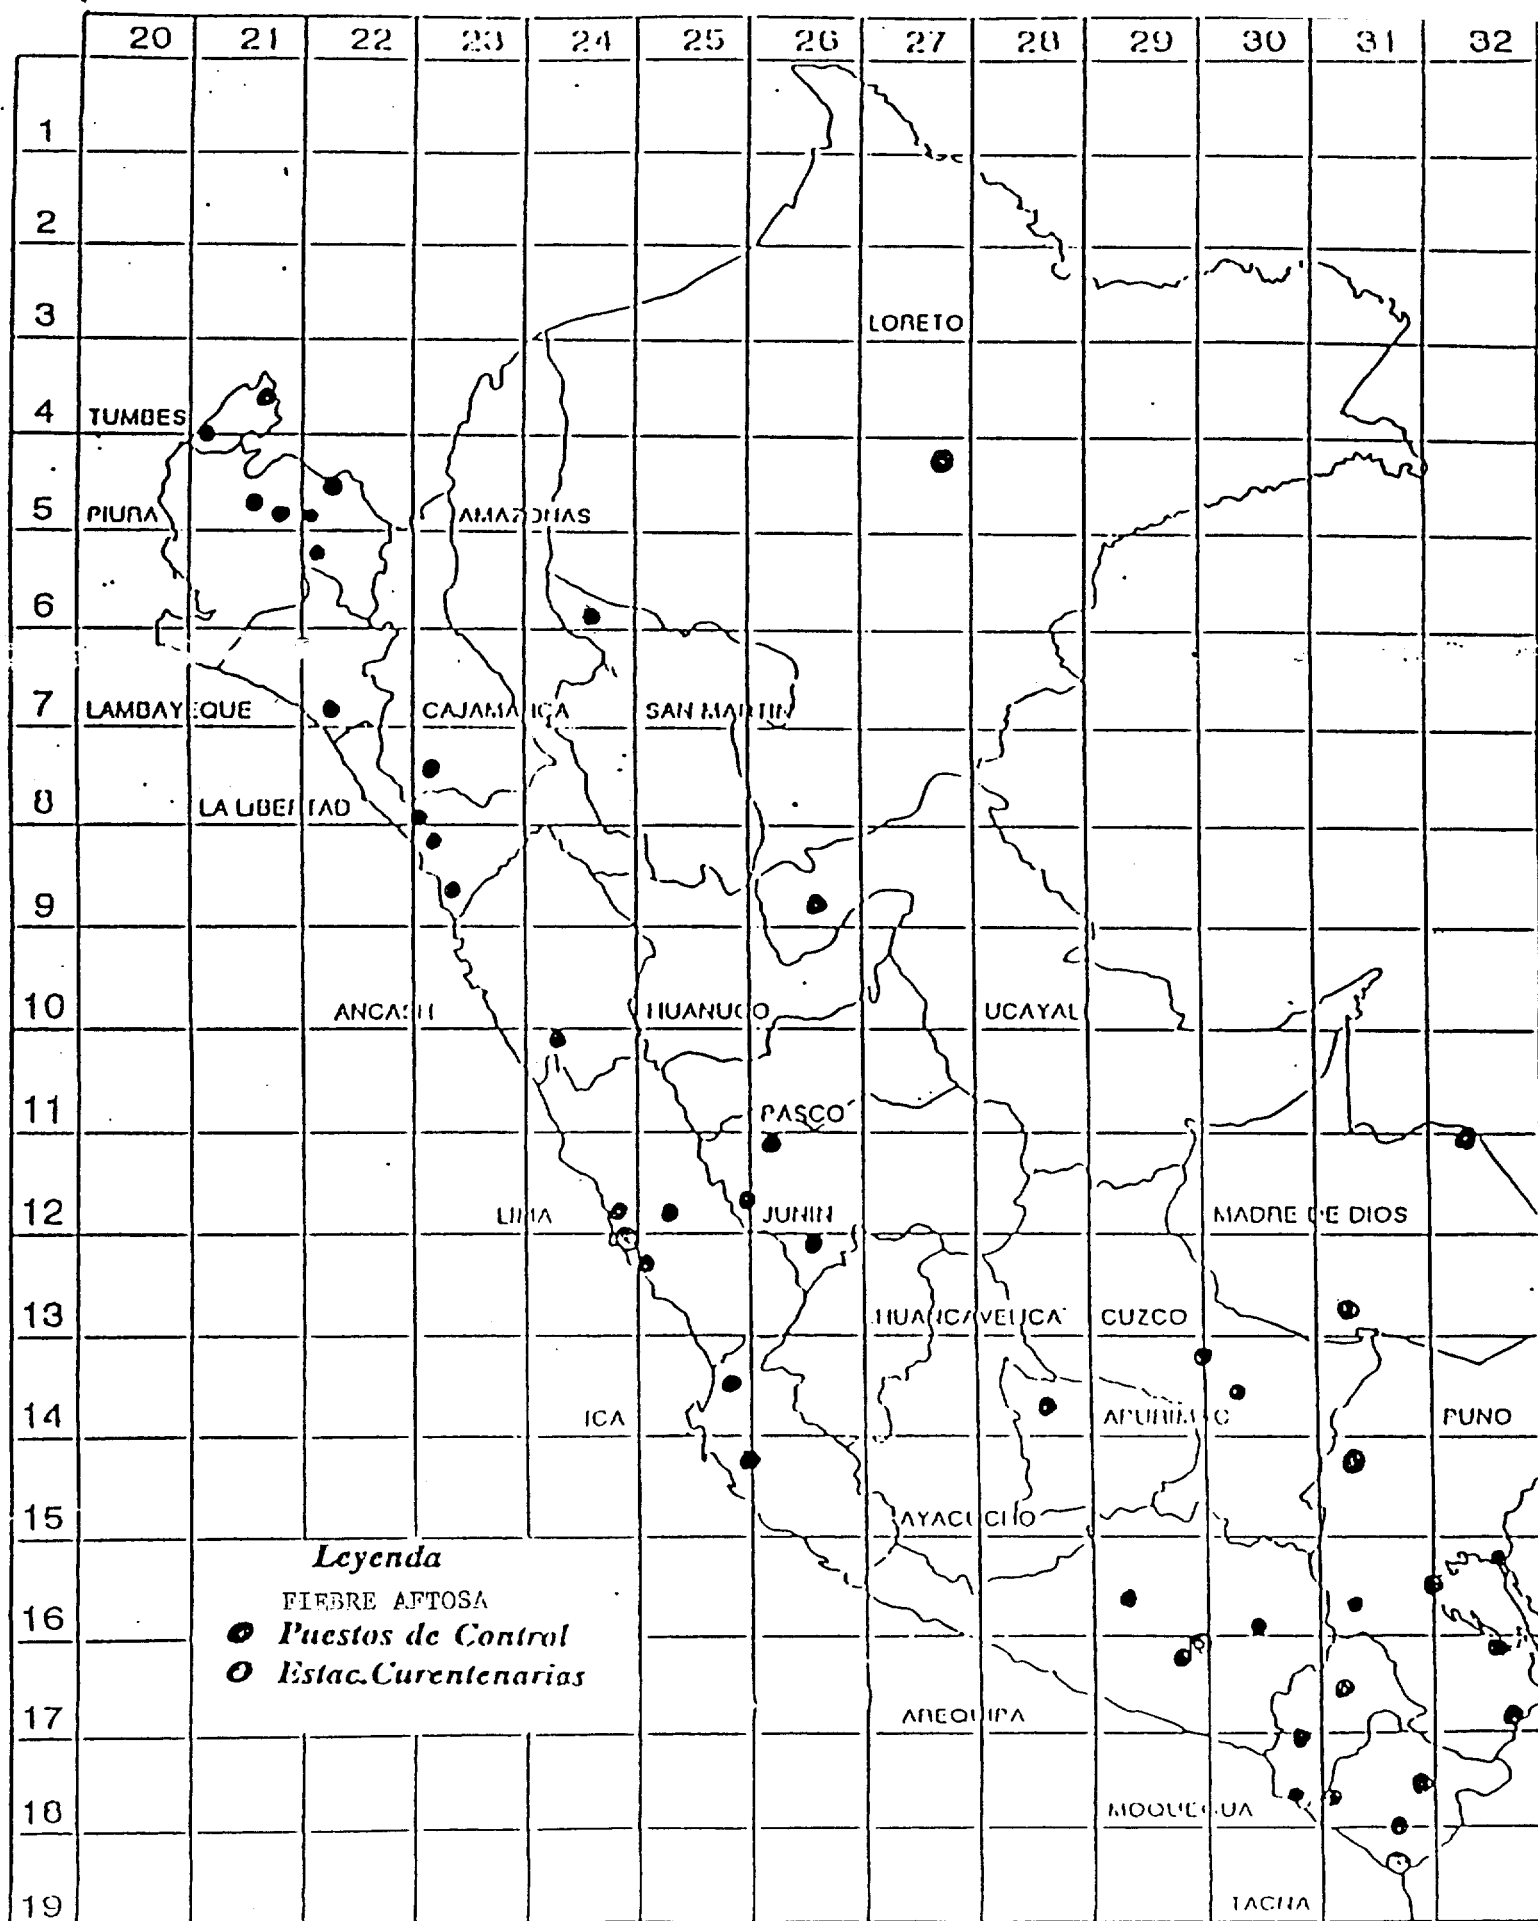 20 21 22 23 24 25 26 27 28 29 30 31 32
1
2
3 LORETO
4 TUMBES
5 PIURA AMAZONAS
6
7 LAMBAYEQUE CAJAMARCA SAN MARTIN
8 LA LIBERTAD
9
10 ANCASH HUANUCO UCAYAL
11 PASCO
12 LIMA JUNIN MADRE DE DIOS
13 HUANCAVELICA CUZCO
14 ICA APURIMAC PUNO
15 AYACUCHO
Leyenda
FIEBRE AFTOSA
16 Puestos de Control
Estac. Curentenarias
17 AREQUIPA
18 MOQUEGUA
19 TACNA